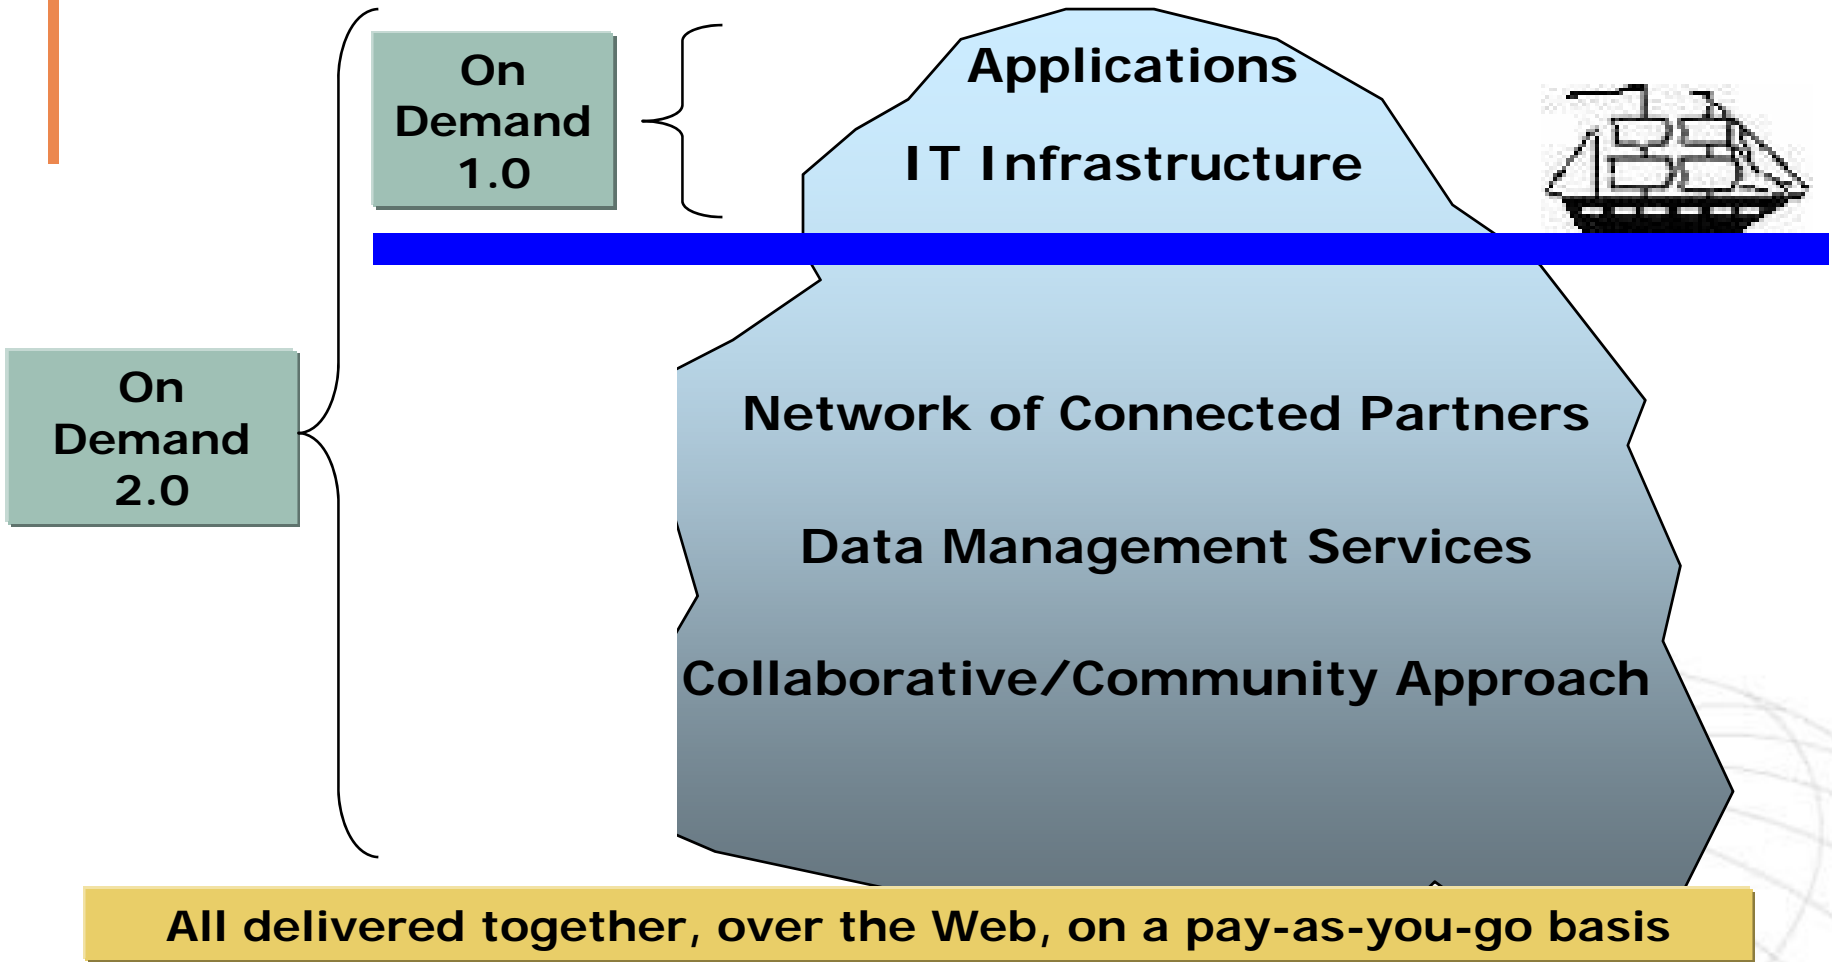 On
Demand
1.0
Applications
IT Infrastructure
On
Demand
2.0
Network of Connected Partners
Data Management Services
Collaborative/Community Approach
All delivered together, over the Web, on a pay-as-you-go basis